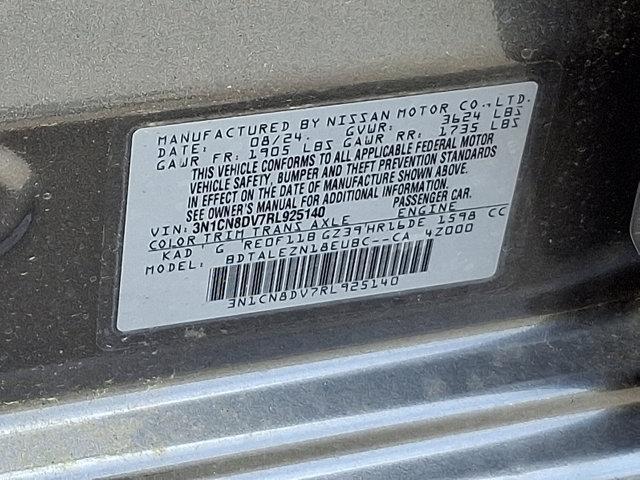 MANUFACTURED BY NISSAN MOTOR CO., LTD.
DATE: 08/24. GVWR: 3624 LBS
GAWR FR: 1905 LBS GAWR RR: 1735 LBS
THIS VEHICLE CONFORMS TO ALL APPLICABLE FEDERAL MOTOR
VEHICLE SAFETY, BUMPER AND THEFT PREVENTION STANDARDS
IN EFFECT ON THE DATE OF MANUFACTURE SHOWN ABOVE.
SEE OWNER'S MANUAL FOR ADDITIONAL INFORMATION.
VIN: 3N1CN8DV7RL925140 PASSENGER CAR.
COLOR TRIM TRANS AXLE ENGINE
KAD G RE0F11B GZ39 HR16DE 1598 CC
MODEL: BDTALEZN18EUBC--CA 4Z000
3N1CN8DV7RL925140